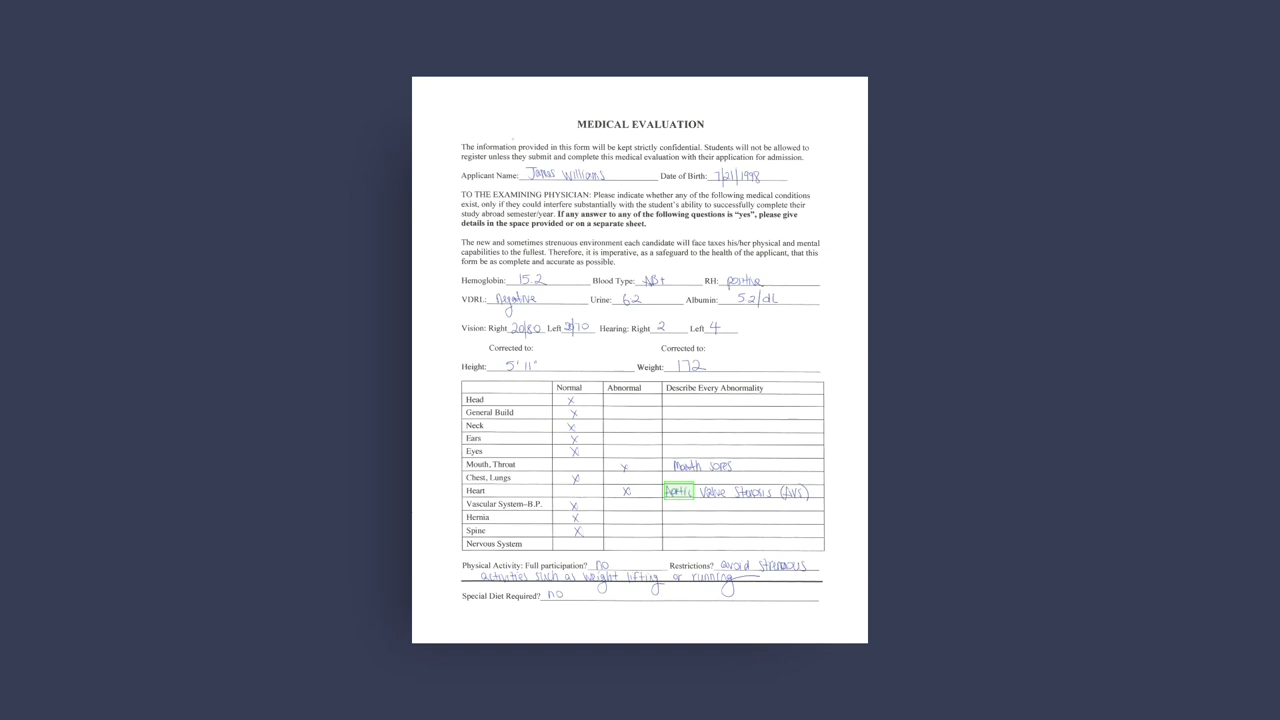 MEDICAL EVALUATION
The information provided in this form will be kept strictly confidential. Students will not be allowed to
register unless they submit and complete this medical evaluation with their application for admission.
Applicant Name: James Williams Date of Birth: 7/21/1998
TO THE EXAMINING PHYSICIAN: Please indicate whether any of the following medical conditions
exist, only if they could interfere substantially with the student's ability to successfully complete their
study abroad semester/year. If any answer to any of the following questions is "yes", please give
details in the space provided or on a separate sheet.
The new and sometimes strenuous environment each candidate will face taxes his/her physical and mental
capabilities to the fullest. Therefore, it is imperative, as a safeguard to the health of the applicant, that this
form be as complete and accurate as possible.
Hemoglobin: 15.2 Blood Type: AB+ RH: positive
VDRL: Negative Urine: 6.2 Albumin: 5.2/dL
Vision: Right 20/80 Left 20/70 Hearing: Right 2 Left 4
Corrected to: Corrected to:
Height: 5' 11" Weight: 172
Normal Abnormal Describe Every Abnormality
Head X
General Build X
Neck X
Ears X
Eyes X
Mouth, Throat X Mouth sores
Chest, Lungs X
Heart X Aortic Valve Stenosis (AVS)
Vascular System–B.P. X
Hernia X
Spine X
Nervous System
Physical Activity: Full participation? no Restrictions? avoid strenuous
activities such as weight lifting or running
Special Diet Required? no